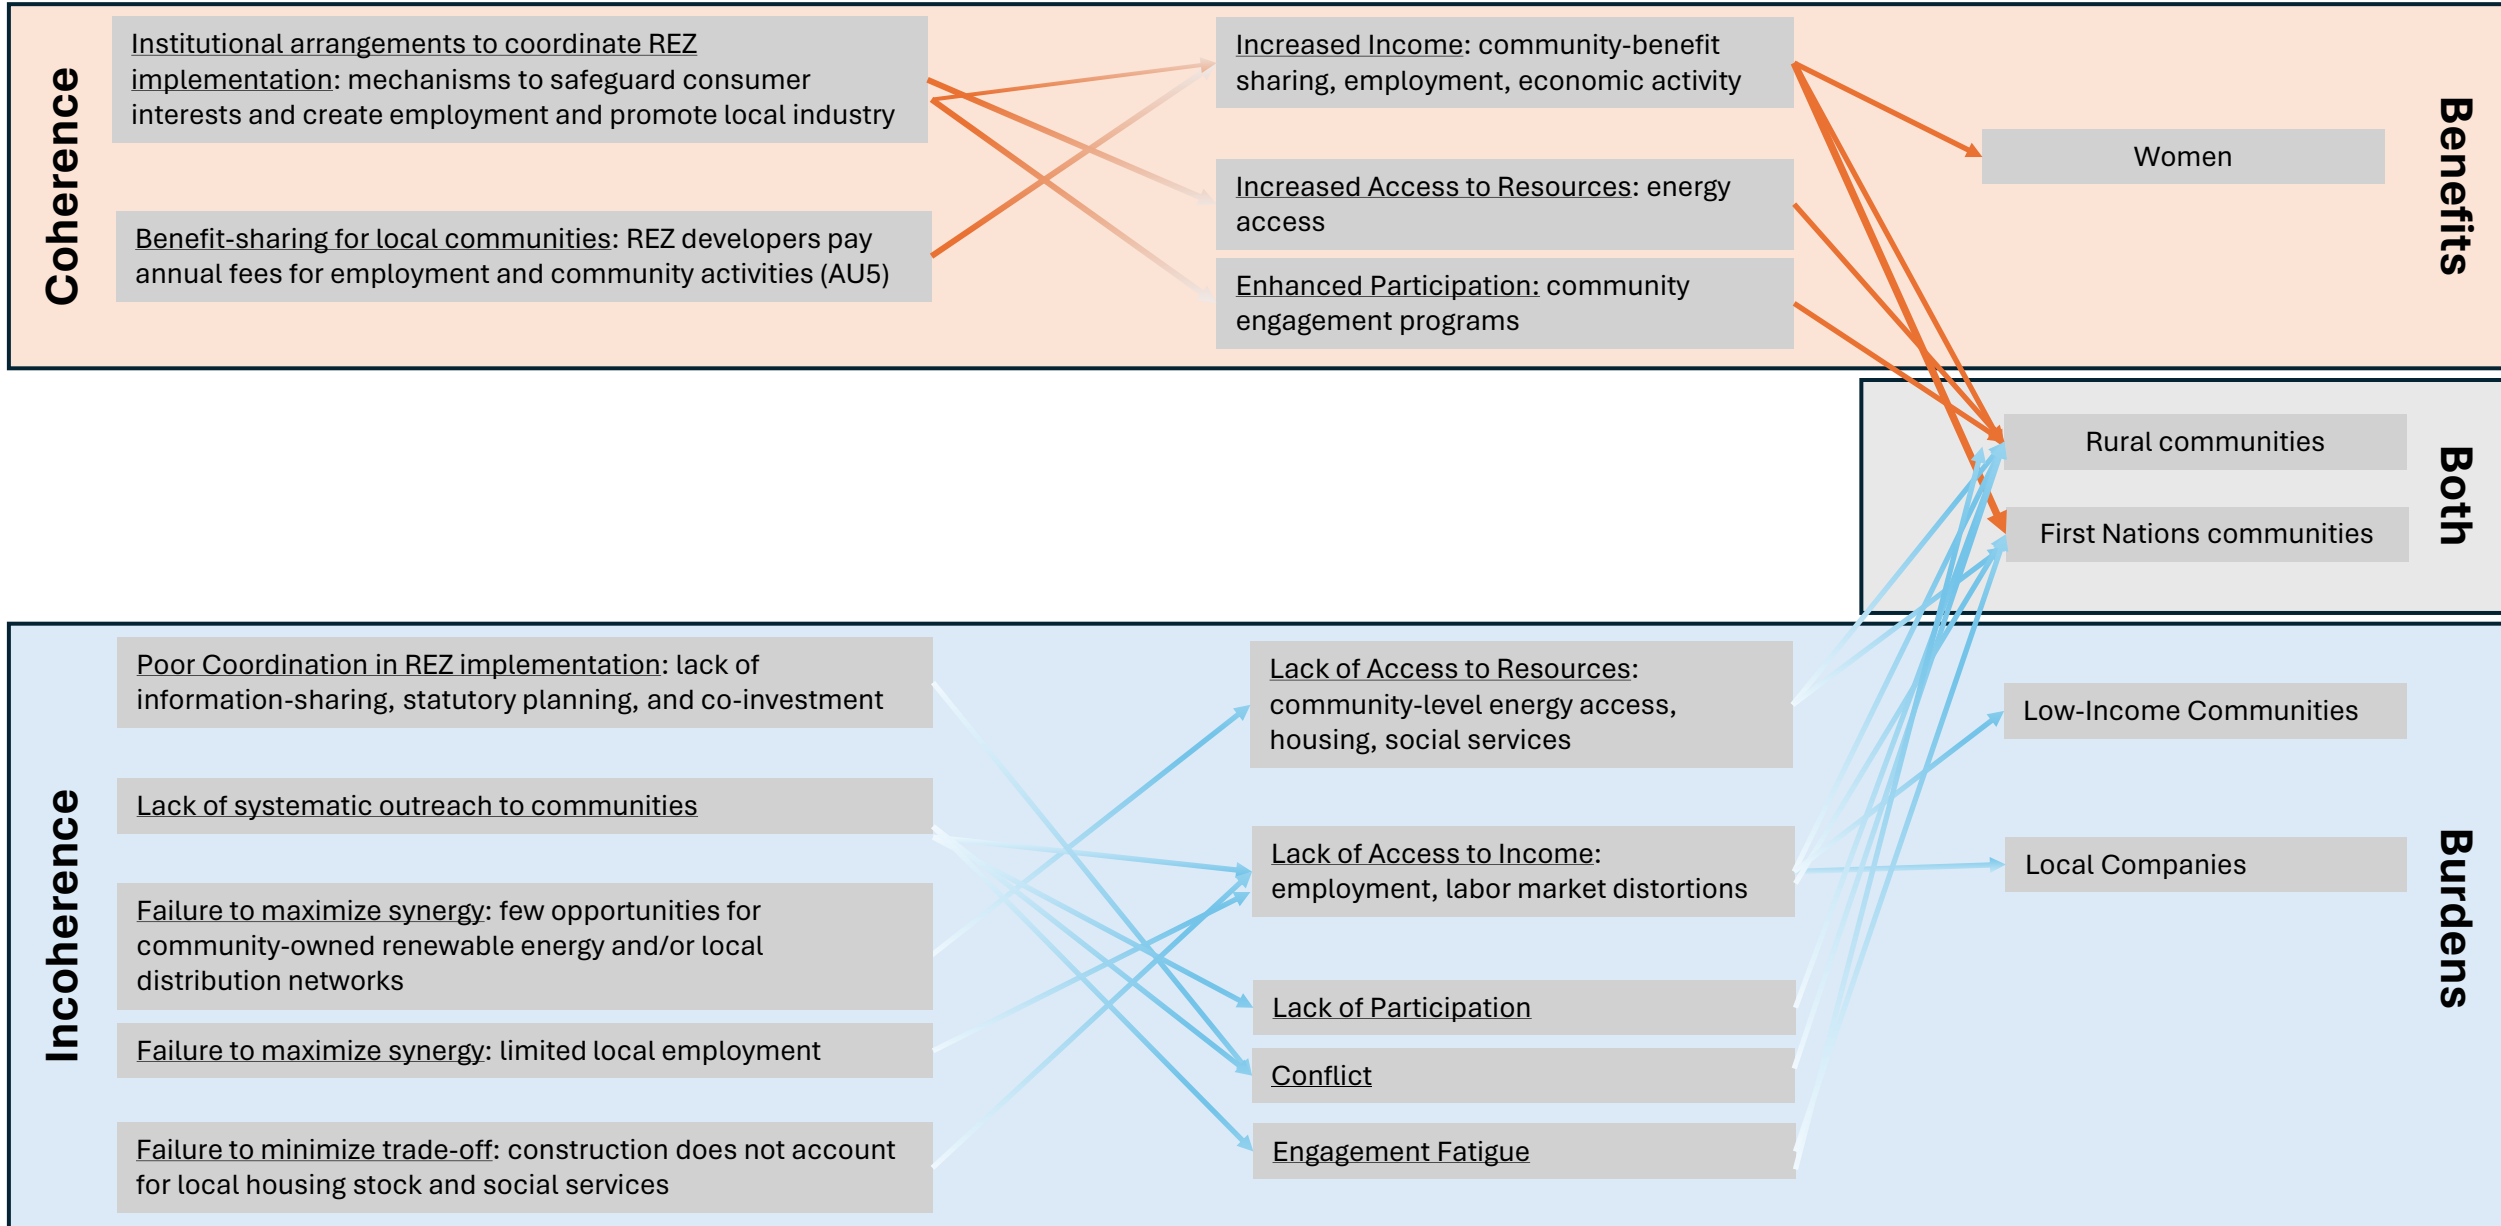 Coherence
Institutional arrangements to coordinate REZ
implementation: mechanisms to safeguard consumer
interests and create employment and promote local industry
Benefit-sharing for local communities: REZ developers pay
annual fees for employment and community activities (AU5)
Increased Income: community-benefit
sharing, employment, economic activity
Increased Access to Resources: energy
access
Enhanced Participation: community
engagement programs
Women
Benefits
Rural communities
First Nations communities
Both
Incoherence
Poor Coordination in REZ implementation: lack of
information-sharing, statutory planning, and co-investment
Lack of systematic outreach to communities
Failure to maximize synergy: few opportunities for
community-owned renewable energy and/or local
distribution networks
Failure to maximize synergy: limited local employment
Failure to minimize trade-off: construction does not account
for local housing stock and social services
Lack of Access to Resources:
community-level energy access,
housing, social services
Lack of Access to Income:
employment, labor market distortions
Lack of Participation
Conflict
Engagement Fatigue
Low-Income Communities
Local Companies
Burdens